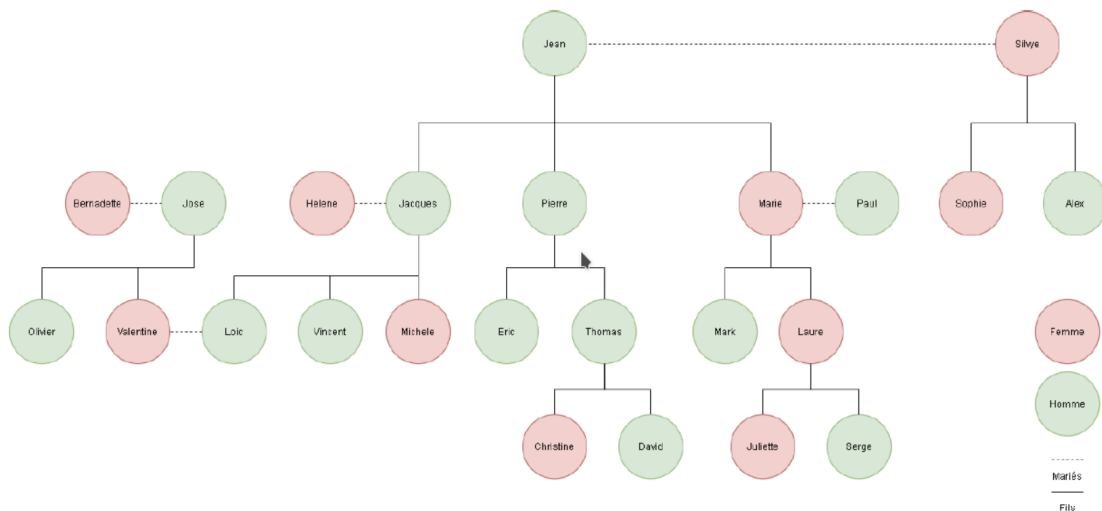 Jean
Silvye
Bernadette
Jose
Helene
Jacques
Pierre
Marie
Paul
Sophie
Alex
Olivier
Valentine
Loic
Vincent
Michele
Eric
Thomas
Mark
Laure
Femme
Homme
Christine
David
Juliette
Serge
Mariés
Fils